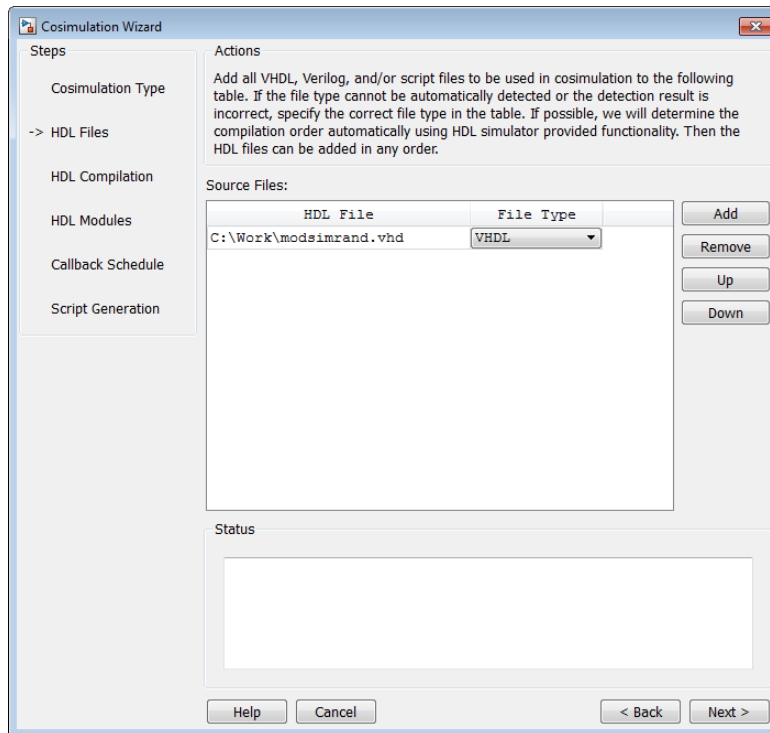 Cosimulation Wizard
Steps
Cosimulation Type
-> HDL Files
HDL Compilation
HDL Modules
Callback Schedule
Script Generation
Actions
Add all VHDL, Verilog, and/or script files to be used in cosimulation to the following
table. If the file type cannot be automatically detected or the detection result is
incorrect, specify the correct file type in the table. If possible, we will determine the
compilation order automatically using HDL simulator provided functionality. Then the
HDL files can be added in any order.
Source Files:
HDL File File Type
C:\Work\modsimrand.vhd VHDL
Add
Remove
Up
Down
Status
Help Cancel < Back Next >